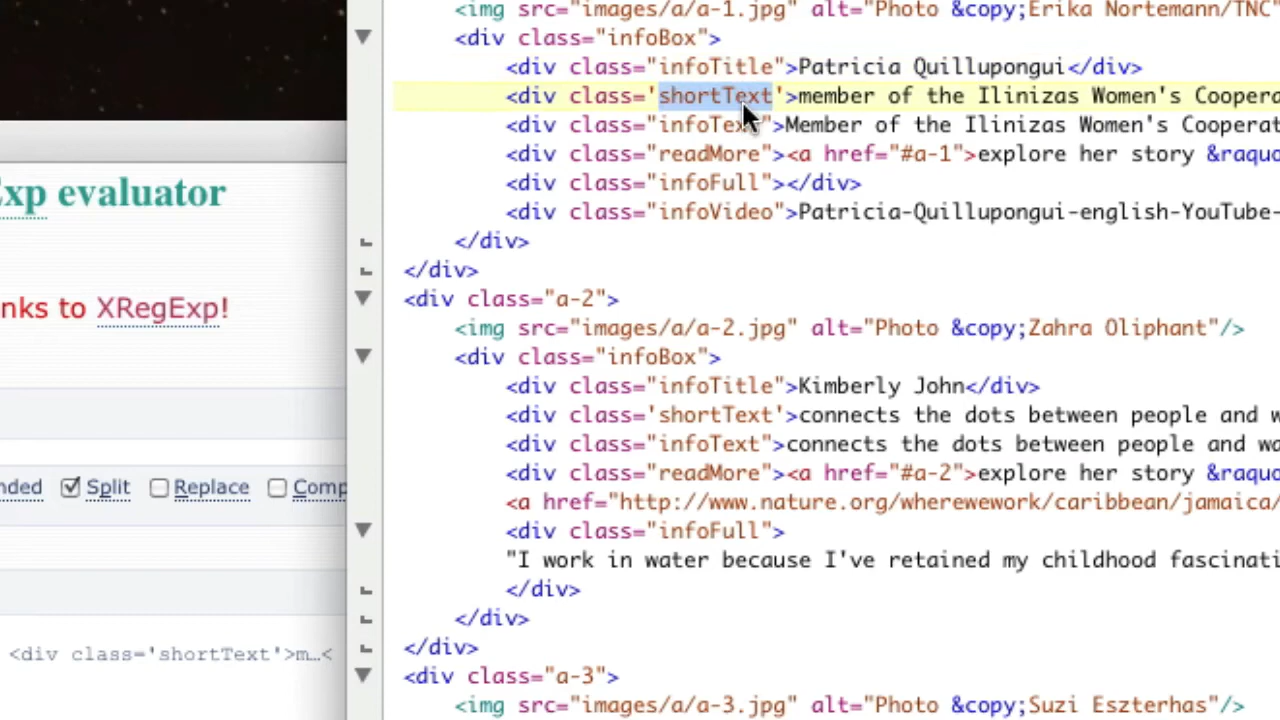 xp evaluator
nks to XRegExp!
nded Split Replace Comp
<div class='shortText'>m…<
<img src="images/a/a-1.jpg" alt="Photo &copy;Erika Nortemann/TNC"
<div class="infoBox">
<div class="infoTitle">Patricia Quillupongui</div>
<div class='shortText'>member of the Ilinizas Women's Coopera
<div class="infoText">Member of the Ilinizas Women's Cooperat
<div class="readMore"><a href="#a-1">explore her story &raquo
<div class="infoFull"></div>
<div class="infoVideo">Patricia-Quillupongui-english-YouTube-
</div>
</div>
<div class="a-2">
<img src="images/a/a-2.jpg" alt="Photo &copy;Zahra Oliphant"/>
<div class="infoBox">
<div class="infoTitle">Kimberly John</div>
<div class='shortText'>connects the dots between people and w
<div class="infoText">connects the dots between people and wa
<div class="readMore"><a href="#a-2">explore her story &raquo
<a href="http://www.nature.org/wherewework/caribbean/jamaica/
<div class="infoFull">
"I work in water because I've retained my childhood fascinati
</div>
</div>
</div>
<div class="a-3">
<img src="images/a/a-3.jpg" alt="Photo &copy;Suzi Eszterhas"/>